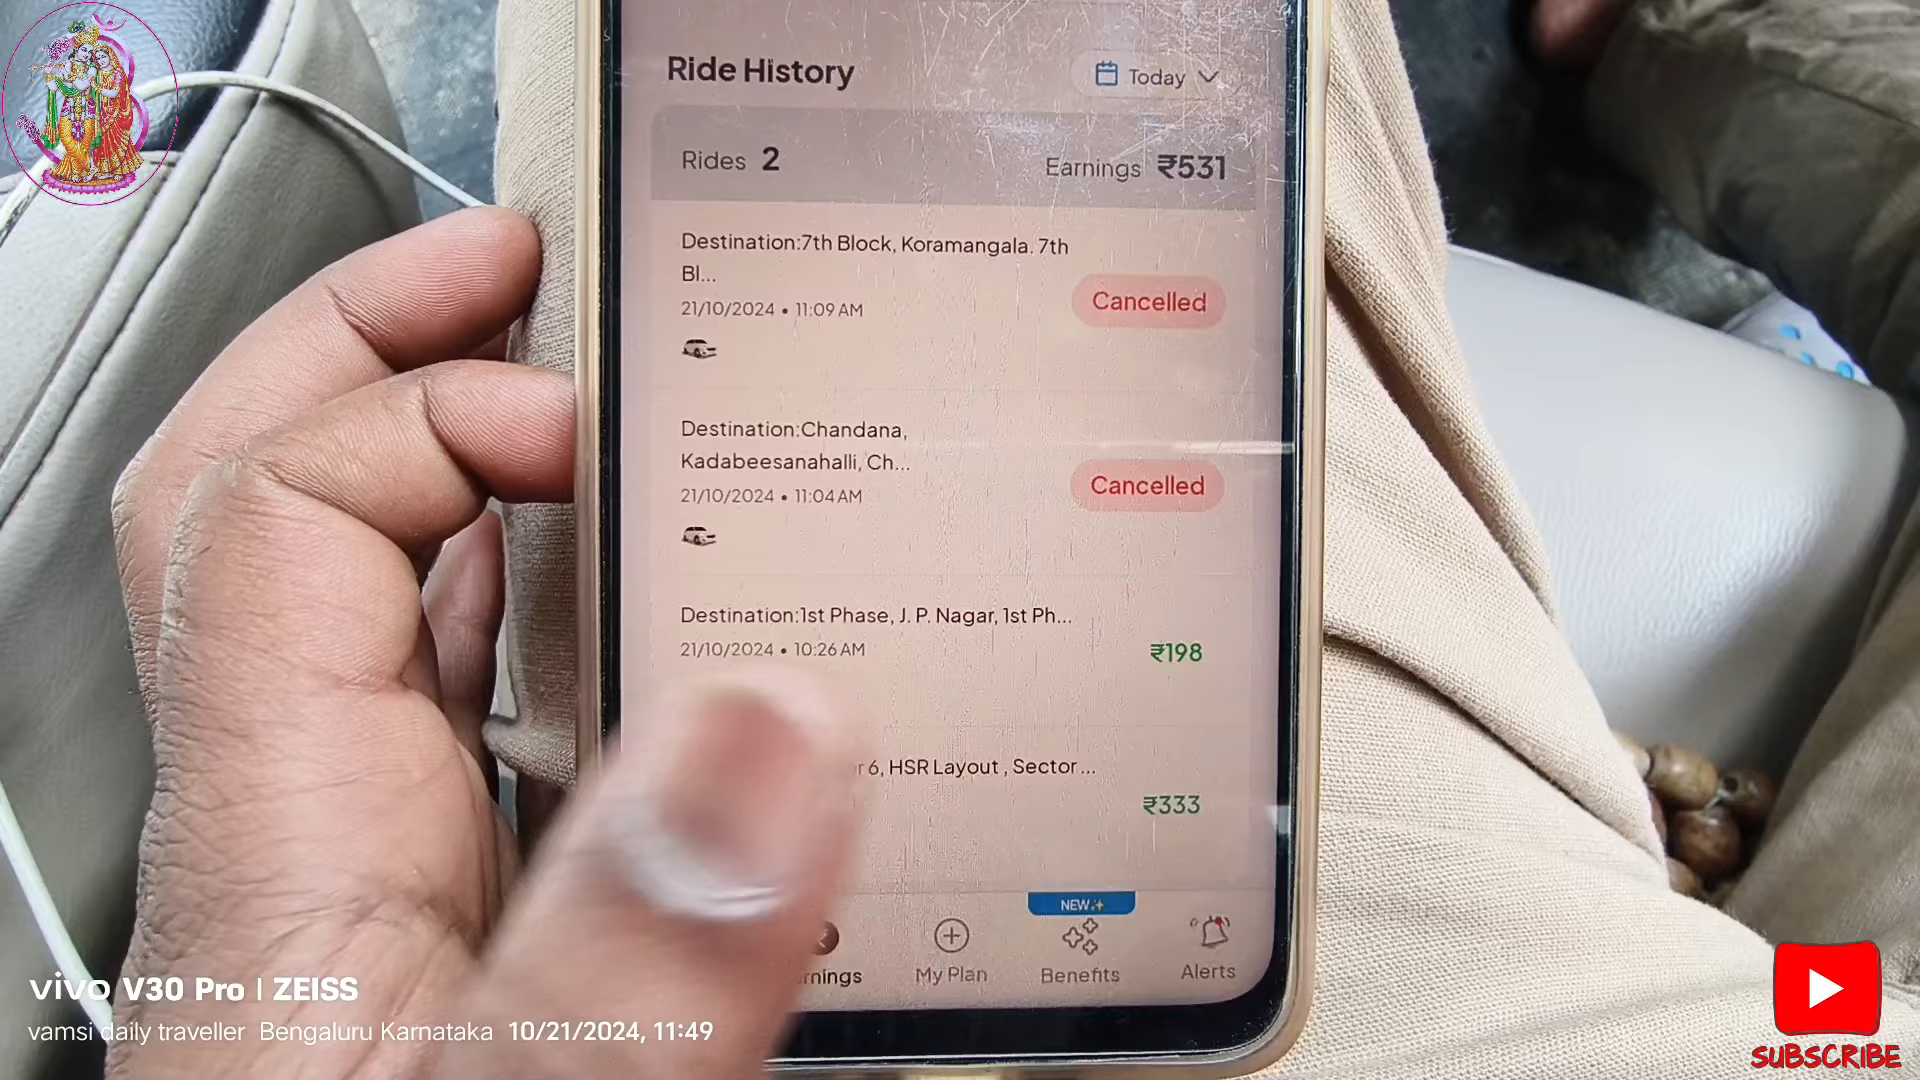 Ride History
Today
Rides 2
Earnings ₹531
Destination:7th Block, Koramangala. 7th
Bl...
21/10/2024 • 11:09 AM
Cancelled
Destination:Chandana,
Kadabeesanahalli, Ch...
21/10/2024 • 11:04 AM
Cancelled
Destination:1st Phase, J. P. Nagar, 1st Ph...
21/10/2024 • 10:26 AM
₹198
6, HSR Layout , Sector ...
₹333
NEW
My Plan
Benefits
Alerts
vivo V30 Pro | ZEISS
vamsi daily traveller Bengaluru Karnataka 10/21/2024, 11:49
SUBSCRIBE